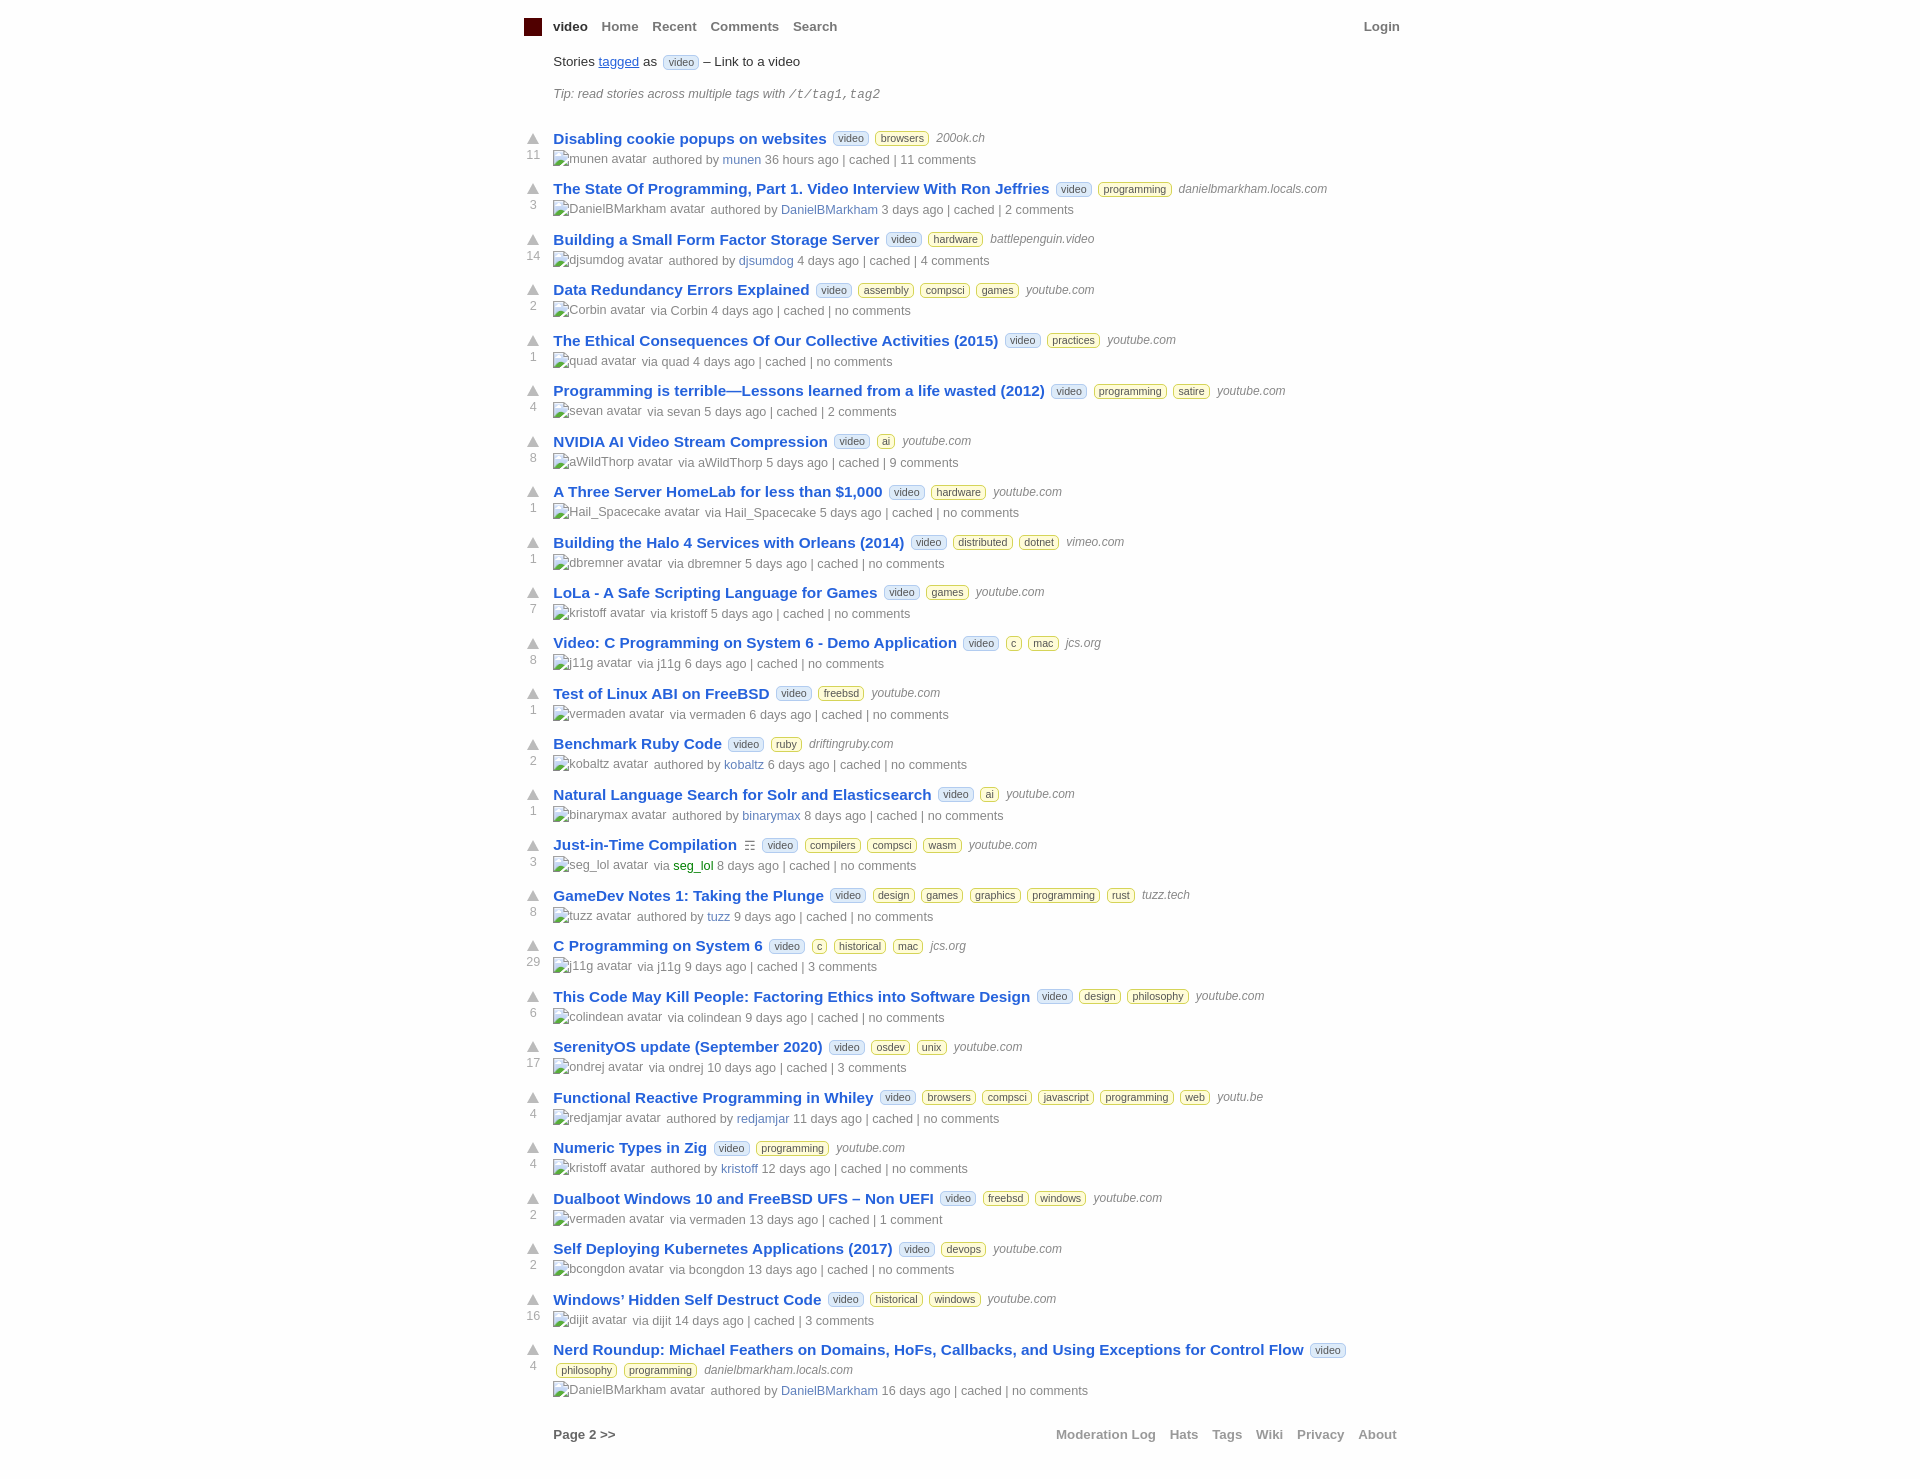 video Home Recent Comments Search Login
Stories tagged as video – Link to a video
Tip: read stories across multiple tags with /t/tag1,tag2
Disabling cookie popups on websites video browsers 200ok.ch
11 munen avatar authored by munen 36 hours ago | cached | 11 comments
The State Of Programming, Part 1. Video Interview With Ron Jeffries video programming danielbmarkham.locals.com
3 DanielBMarkham avatar authored by DanielBMarkham 3 days ago | cached | 2 comments
Building a Small Form Factor Storage Server video hardware battlepenguin.video
14 djsumdog avatar authored by djsumdog 4 days ago | cached | 4 comments
Data Redundancy Errors Explained video assembly compsci games youtube.com
2 Corbin avatar via Corbin 4 days ago | cached | no comments
The Ethical Consequences Of Our Collective Activities (2015) video practices youtube.com
1 quad avatar via quad 4 days ago | cached | no comments
Programming is terrible—Lessons learned from a life wasted (2012) video programming satire youtube.com
4 sevan avatar via sevan 5 days ago | cached | 2 comments
NVIDIA AI Video Stream Compression video ai youtube.com
8 aWildThorp avatar via aWildThorp 5 days ago | cached | 9 comments
A Three Server HomeLab for less than $1,000 video hardware youtube.com
1 Hail_Spacecake avatar via Hail_Spacecake 5 days ago | cached | no comments
Building the Halo 4 Services with Orleans (2014) video distributed dotnet vimeo.com
1 dbremner avatar via dbremner 5 days ago | cached | no comments
LoLa - A Safe Scripting Language for Games video games youtube.com
7 kristoff avatar via kristoff 5 days ago | cached | no comments
Video: C Programming on System 6 - Demo Application video c mac jcs.org
8 j11g avatar via j11g 6 days ago | cached | no comments
Test of Linux ABI on FreeBSD video freebsd youtube.com
1 vermaden avatar via vermaden 6 days ago | cached | no comments
Benchmark Ruby Code video ruby driftingruby.com
2 kobaltz avatar authored by kobaltz 6 days ago | cached | no comments
Natural Language Search for Solr and Elasticsearch video ai youtube.com
1 binarymax avatar authored by binarymax 8 days ago | cached | no comments
Just-in-Time Compilation ☶ video compilers compsci wasm youtube.com
3 seg_lol avatar via seg_lol 8 days ago | cached | no comments
GameDev Notes 1: Taking the Plunge video design games graphics programming rust tuzz.tech
8 tuzz avatar authored by tuzz 9 days ago | cached | no comments
C Programming on System 6 video c historical mac jcs.org
29 j11g avatar via j11g 9 days ago | cached | 3 comments
This Code May Kill People: Factoring Ethics into Software Design video design philosophy youtube.com
6 colindean avatar via colindean 9 days ago | cached | no comments
SerenityOS update (September 2020) video osdev unix youtube.com
17 ondrej avatar via ondrej 10 days ago | cached | 3 comments
Functional Reactive Programming in Whiley video browsers compsci javascript programming web youtu.be
4 redjamjar avatar authored by redjamjar 11 days ago | cached | no comments
Numeric Types in Zig video programming youtube.com
4 kristoff avatar authored by kristoff 12 days ago | cached | no comments
Dualboot Windows 10 and FreeBSD UFS – Non UEFI video freebsd windows youtube.com
2 vermaden avatar via vermaden 13 days ago | cached | 1 comment
Self Deploying Kubernetes Applications (2017) video devops youtube.com
2 bcongdon avatar via bcongdon 13 days ago | cached | no comments
Windows’ Hidden Self Destruct Code video historical windows youtube.com
16 dijit avatar via dijit 14 days ago | cached | 3 comments
Nerd Roundup: Michael Feathers on Domains, HoFs, Callbacks, and Using Exceptions for Control Flow video
4 philosophy programming danielbmarkham.locals.com
DanielBMarkham avatar authored by DanielBMarkham 16 days ago | cached | no comments
Page 2 >> Moderation Log Hats Tags Wiki Privacy About